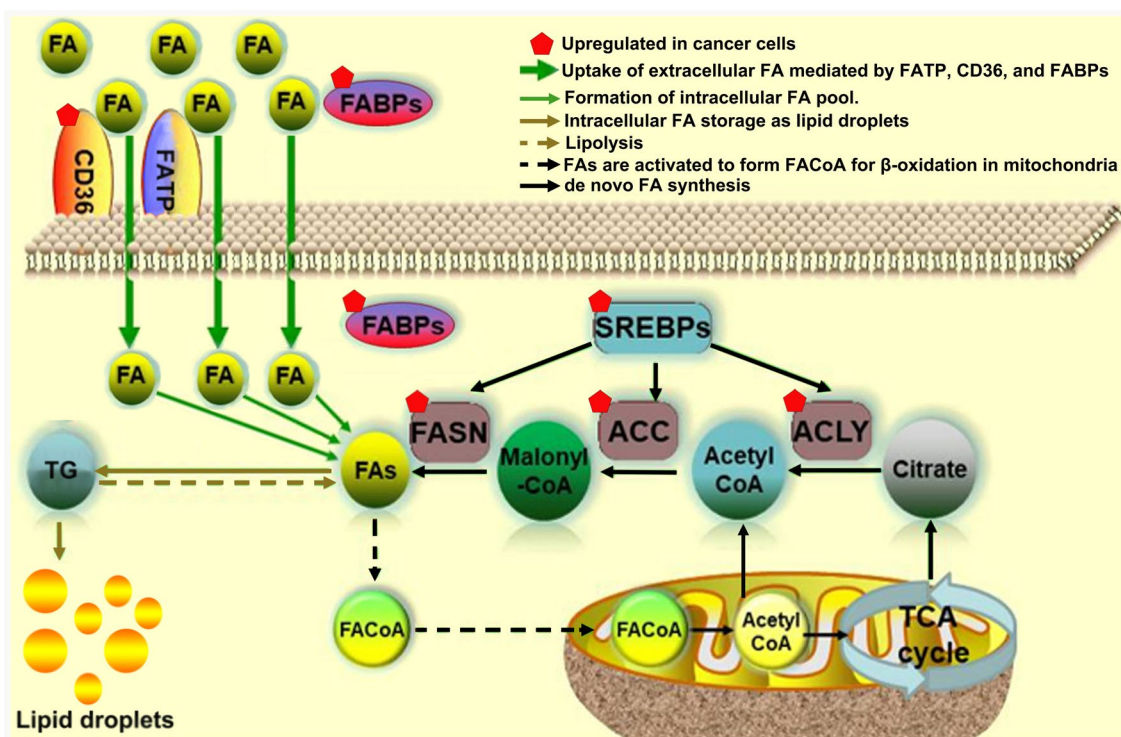 FA
FA
FA
FA
FA
FA
FABPs
CD36
FATP
Upregulated in cancer cells
Uptake of extracellular FA mediated by FATP, CD36, and FABPs
Formation of intracellular FA pool.
Intracellular FA storage as lipid droplets
Lipolysis
FAs are activated to form FACoA for β-oxidation in mitochondria
de novo FA synthesis
FABPs
SREBPs
FA
FA
FA
FASN
ACC
ACLY
TG
FAs
Malonyl
-CoA
Acetyl
CoA
Citrate
FACoA
FACoA
Acetyl
CoA
TCA
cycle
Lipid droplets